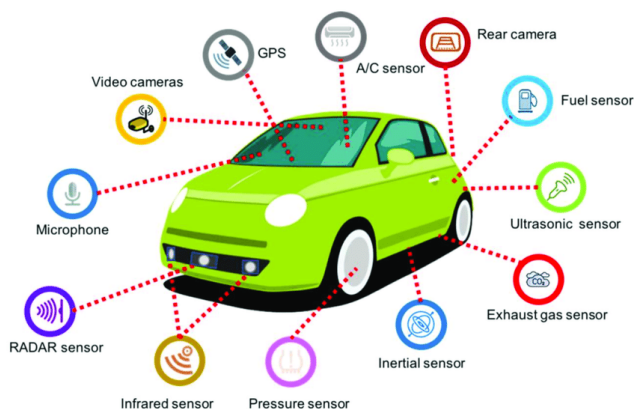 Rear camera
GPS
A/C sensor
Video cameras
Fuel sensor
Microphone
Ultrasonic sensor
CO₂
Exhaust gas sensor
RADAR sensor
Inertial sensor
Infrared sensor
Pressure sensor